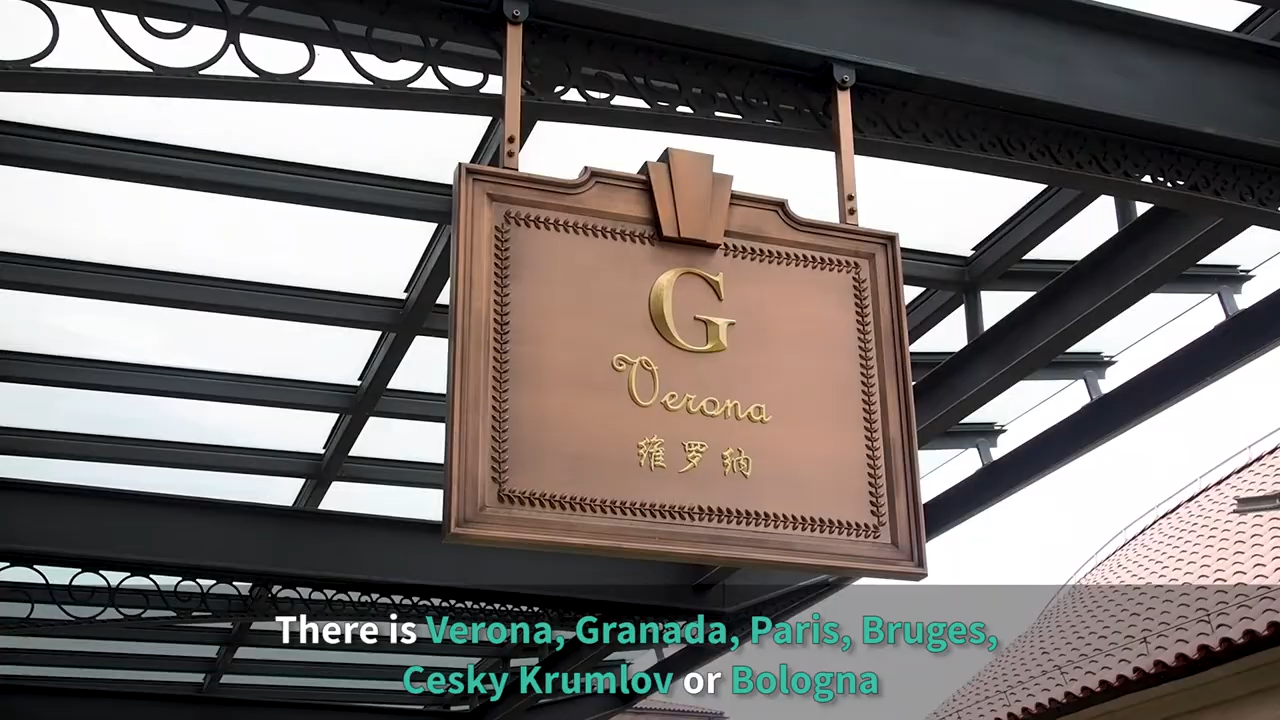 G
Verona
维罗纳
There is Verona, Granada, Paris, Bruges,
Cesky Krumlov or Bologna